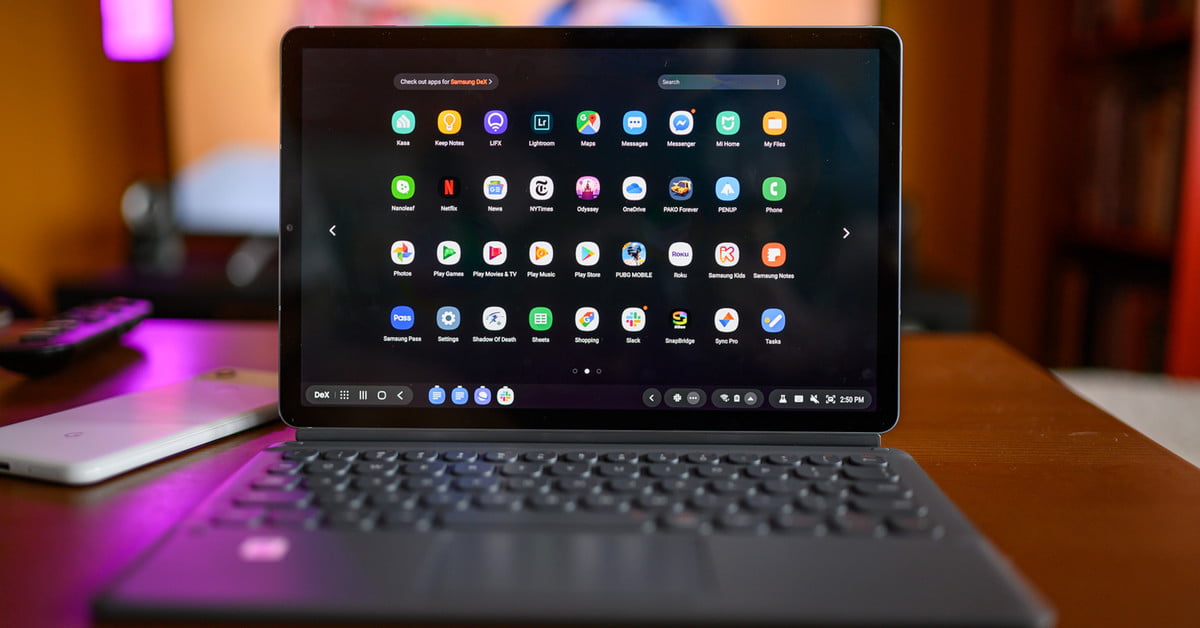 Check out apps for Samsung DeX >
Search
Kasa Keep Notes LIFX Lr Lightroom Maps Messages Messenger Mi Home My Files
Nanoleaf N Netflix News NYTimes Odyssey OneDrive PAKO Forever PENUP Phone
Photos Play Games Play Movies & TV Play Music Play Store PUBG MOBILE Roku Roku Samsung Kids Samsung Notes
Pass Samsung Pass Settings Shadow Of Death Sheets Shopping Slack SnapBridge Sync Pro Tasks
DeX 2:50 PM